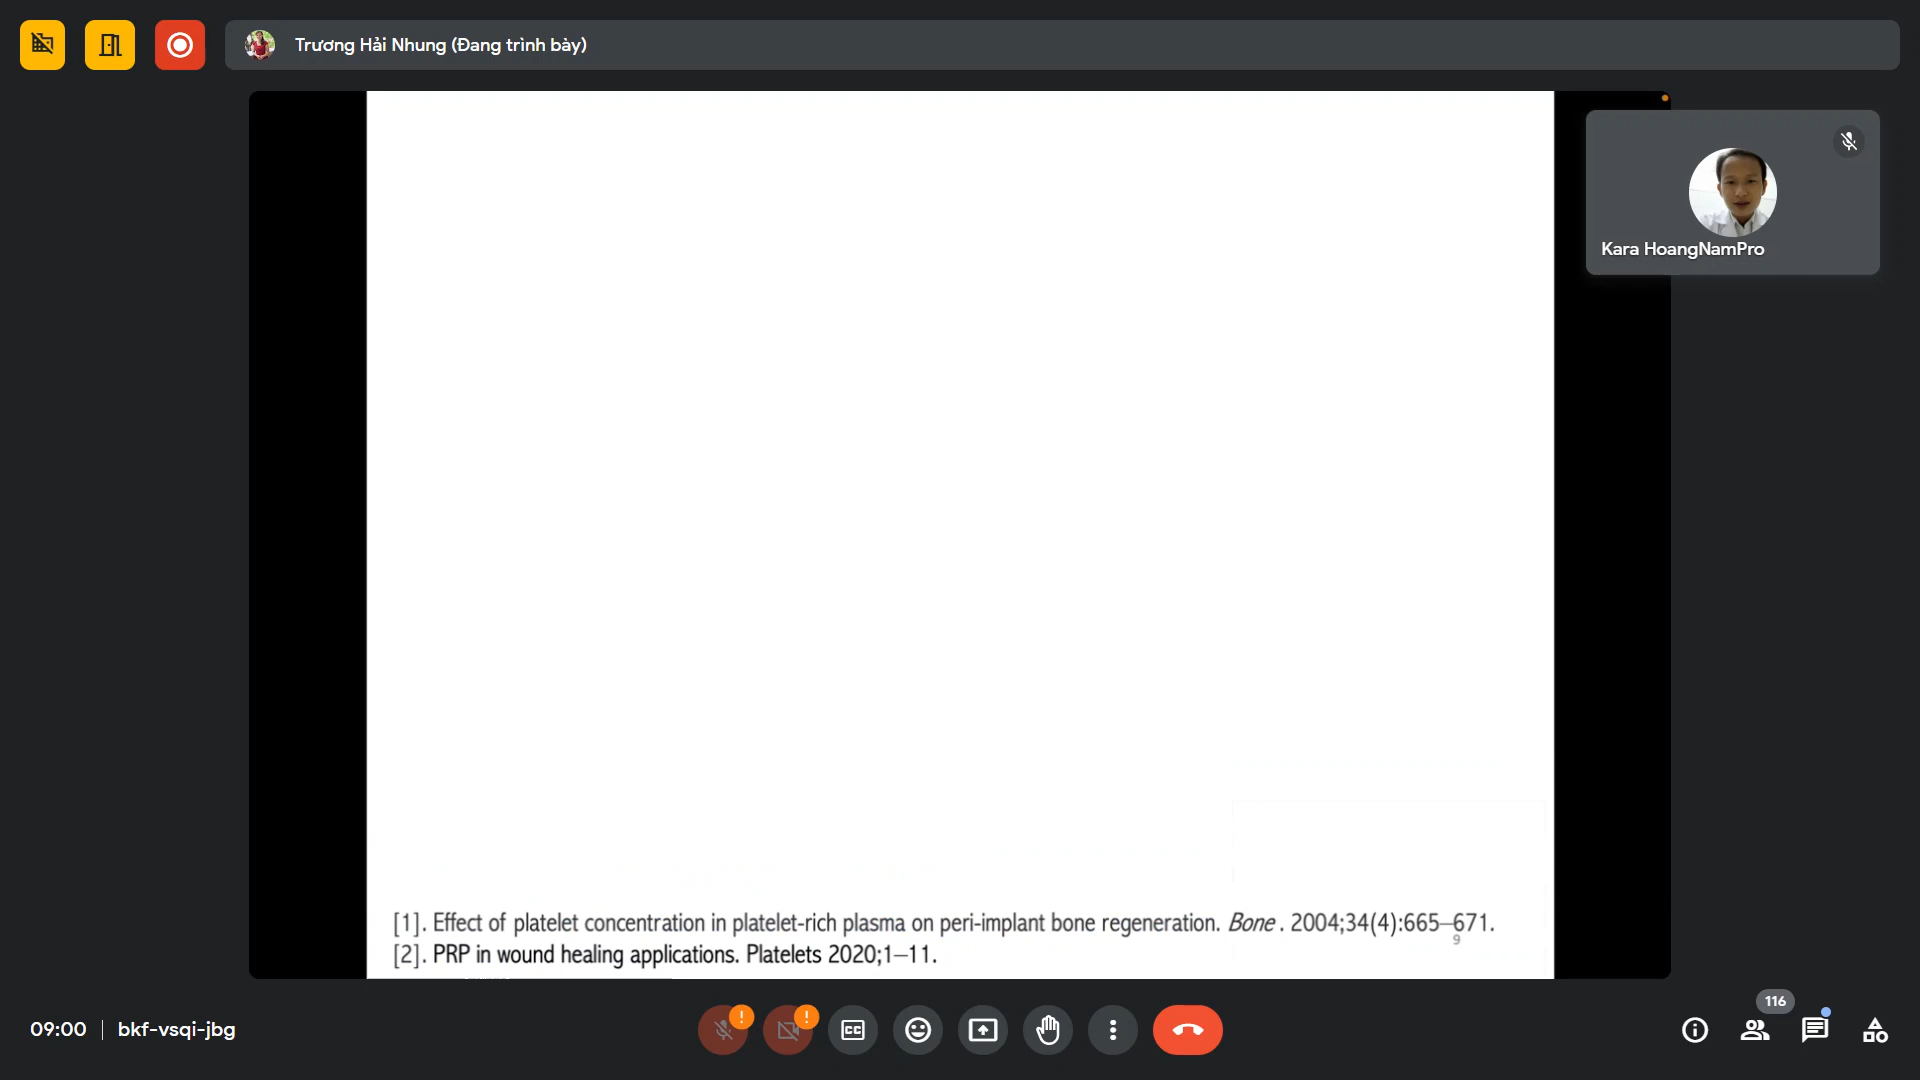 Trương Hải Nhung (Đang trình bày)
Kara HoangNamPro
[1]. Effect of platelet concentration in platelet-rich plasma on peri-implant bone regeneration. Bone . 2004;34(4):665–671.
9
[2]. PRP in wound healing applications. Platelets 2020;1–11.
09:00 | bkf-vsqi-jbg
!
!
CC
116